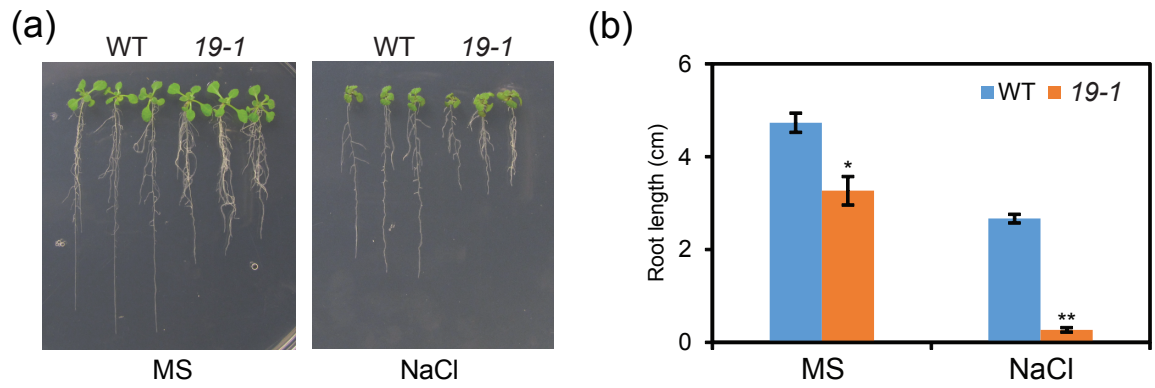 (a)
WT 19-1
WT 19-1
MS
NaCl
(b)
Root length (cm)
6
4
2
0
WT 19-1
*
**
MS
NaCl